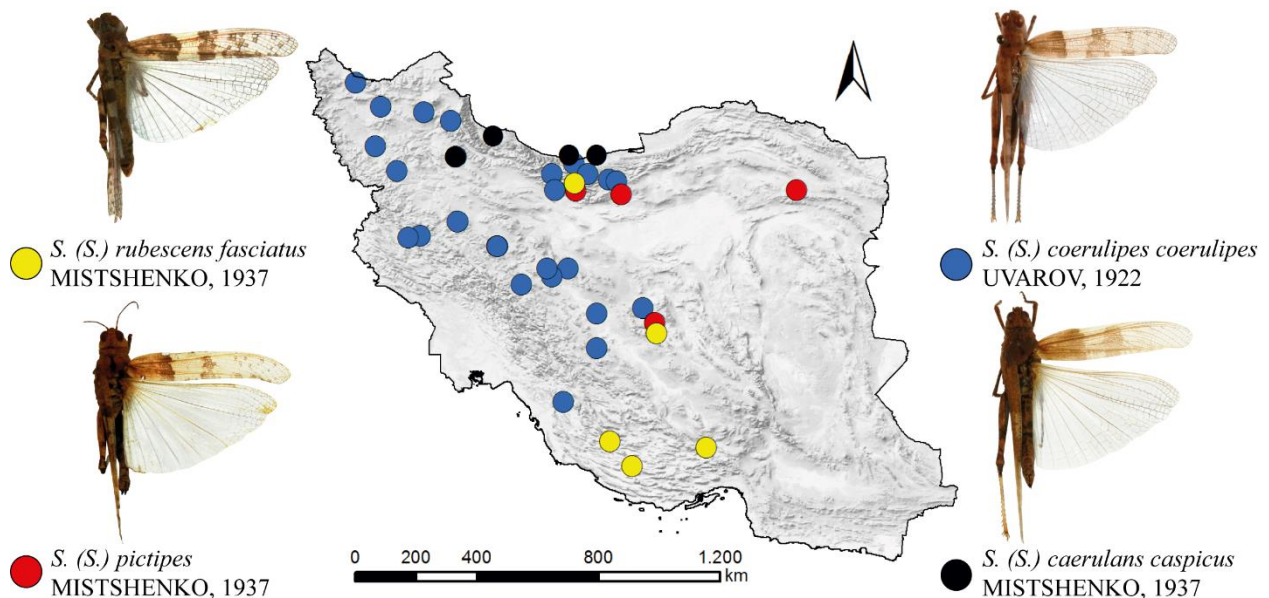 S. (S.) rubescens fasciatus
MISTSHENKO, 1937
S. (S.) coerulipes coerulipes
UVAROV, 1922
S. (S.) pictipes
MISTSHENKO, 1937
S. (S.) caerulans caspicus
MISTSHENKO, 1937
0 200 400 800 1.200
km